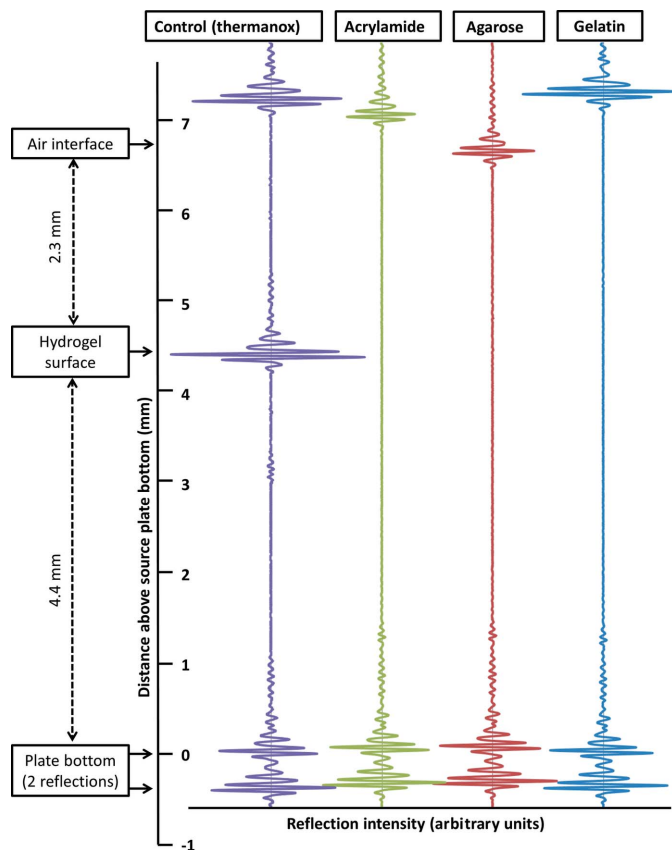 Control (thermanox)
Acrylamide
Agarose
Gelatin
7
Air interface
6
2.3 mm
5
Hydrogel
surface
4
Distance above source plate bottom (mm)
3
4.4 mm
2
1
0
Plate bottom
(2 reflections)
Reflection intensity (arbitrary units)
-1